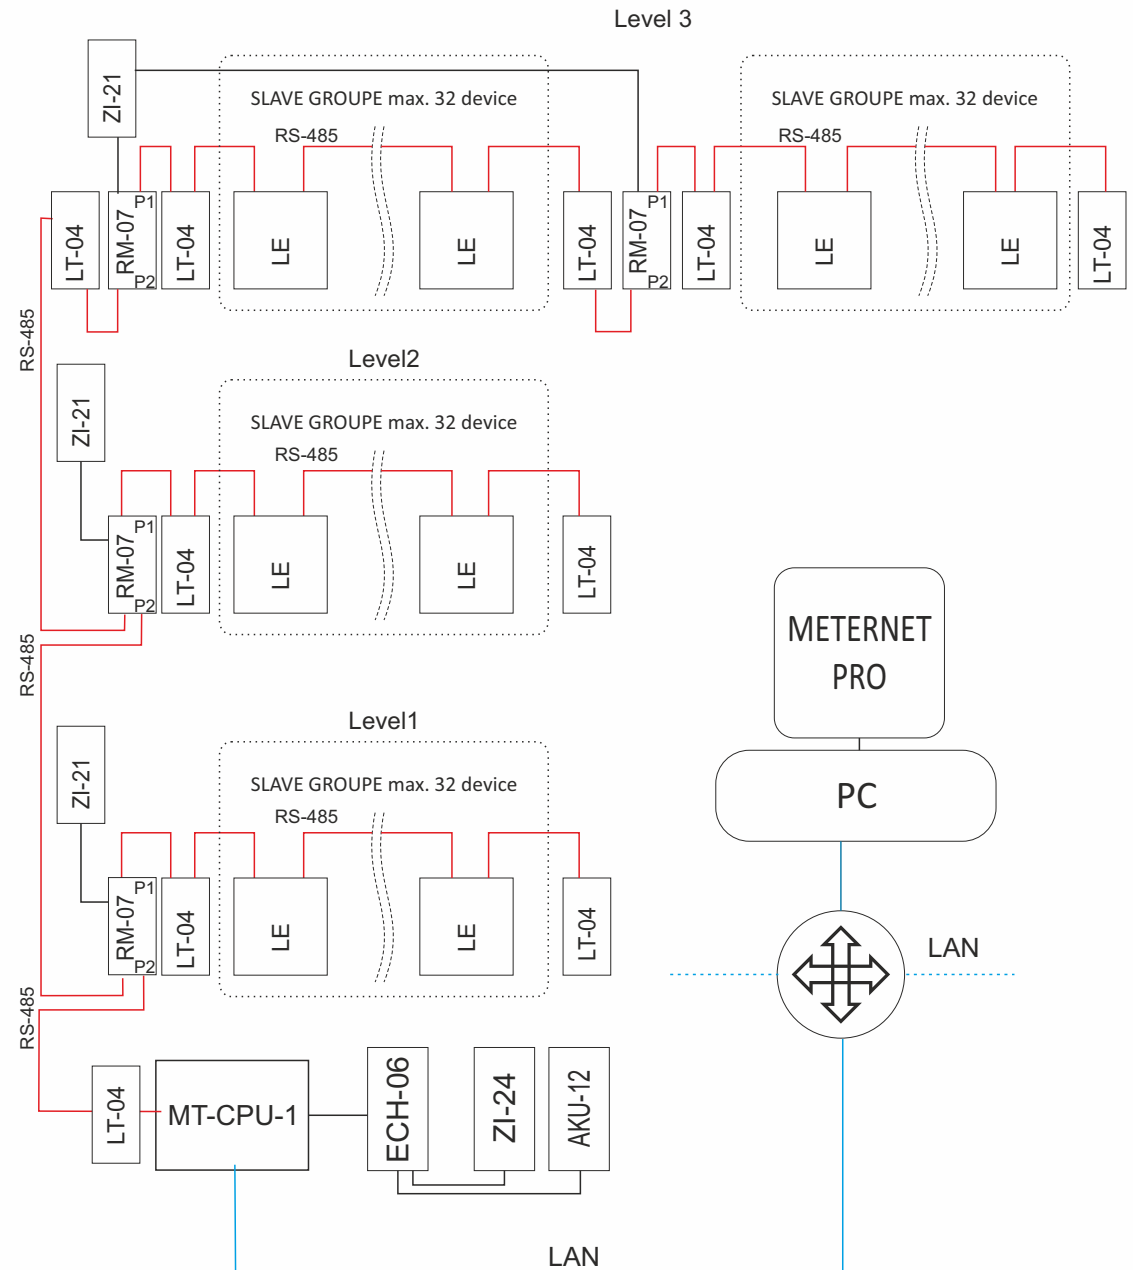 Level 3
ZI-21
SLAVE GROUPE max. 32 device
RS-485
SLAVE GROUPE max. 32 device
RS-485
LT-04
RM-07
P1
P2
LT-04
LE
LE
LT-04
RM-07
P1
P2
LT-04
LE
LE
LT-04
RS-485
Level2
ZI-21
SLAVE GROUPE max. 32 device
RS-485
RM-07
P1
P2
LT-04
LE
LE
LT-04
RS-485
METERNET
PRO
Level1
ZI-21
SLAVE GROUPE max. 32 device
RS-485
PC
RM-07
P1
P2
LT-04
LE
LE
LT-04
LAN
RS-485
LT-04
MT-CPU-1
ECH-06
ZI-24
AKU-12
LAN